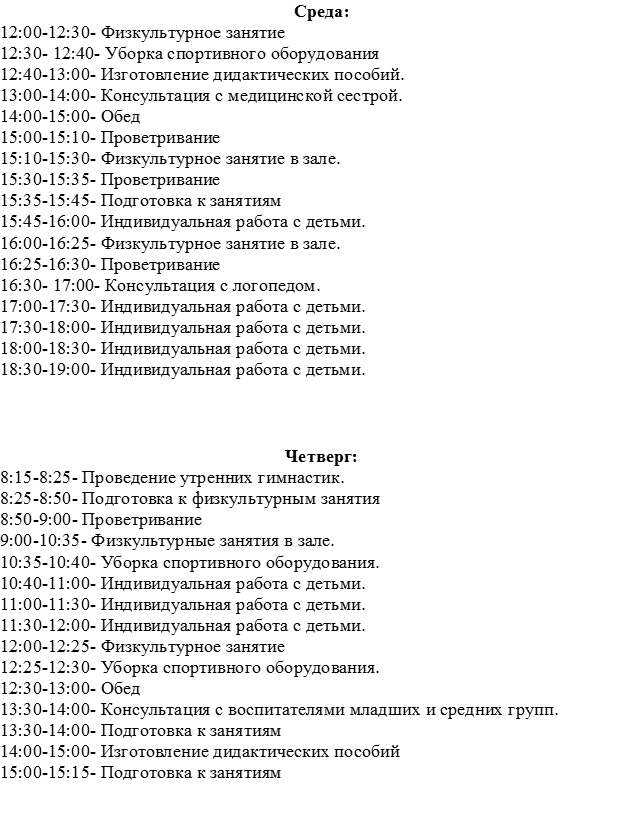 Среда:
12:00-12:30- Физкультурное занятие
12:30- 12:40- Уборка спортивного оборудования
12:40-13:00- Изготовление дидактических пособий.
13:00-14:00- Консультация с медицинской сестрой.
14:00-15:00- Обед
15:00-15:10- Проветривание
15:10-15:30- Физкультурное занятие в зале.
15:30-15:35- Проветривание
15:35-15:45- Подготовка к занятиям
15:45-16:00- Индивидуальная работа с детьми.
16:00-16:25- Физкультурное занятие в зале.
16:25-16:30- Проветривание
16:30- 17:00- Консультация с логопедом.
17:00-17:30- Индивидуальная работа с детьми.
17:30-18:00- Индивидуальная работа с детьми.
18:00-18:30- Индивидуальная работа с детьми.
18:30-19:00- Индивидуальная работа с детьми.
Четверг:
8:15-8:25- Проведение утренних гимнастик.
8:25-8:50- Подготовка к физкультурным занятия
8:50-9:00- Проветривание
9:00-10:35- Физкультурные занятия в зале.
10:35-10:40- Уборка спортивного оборудования.
10:40-11:00- Индивидуальная работа с детьми.
11:00-11:30- Индивидуальная работа с детьми.
11:30-12:00- Индивидуальная работа с детьми.
12:00-12:25- Физкультурное занятие
12:25-12:30- Уборка спортивного оборудования.
12:30-13:00- Обед
13:30-14:00- Консультация с воспитателями младших и средних групп.
13:30-14:00- Подготовка к занятиям
14:00-15:00- Изготовление дидактических пособий
15:00-15:15- Подготовка к занятиям